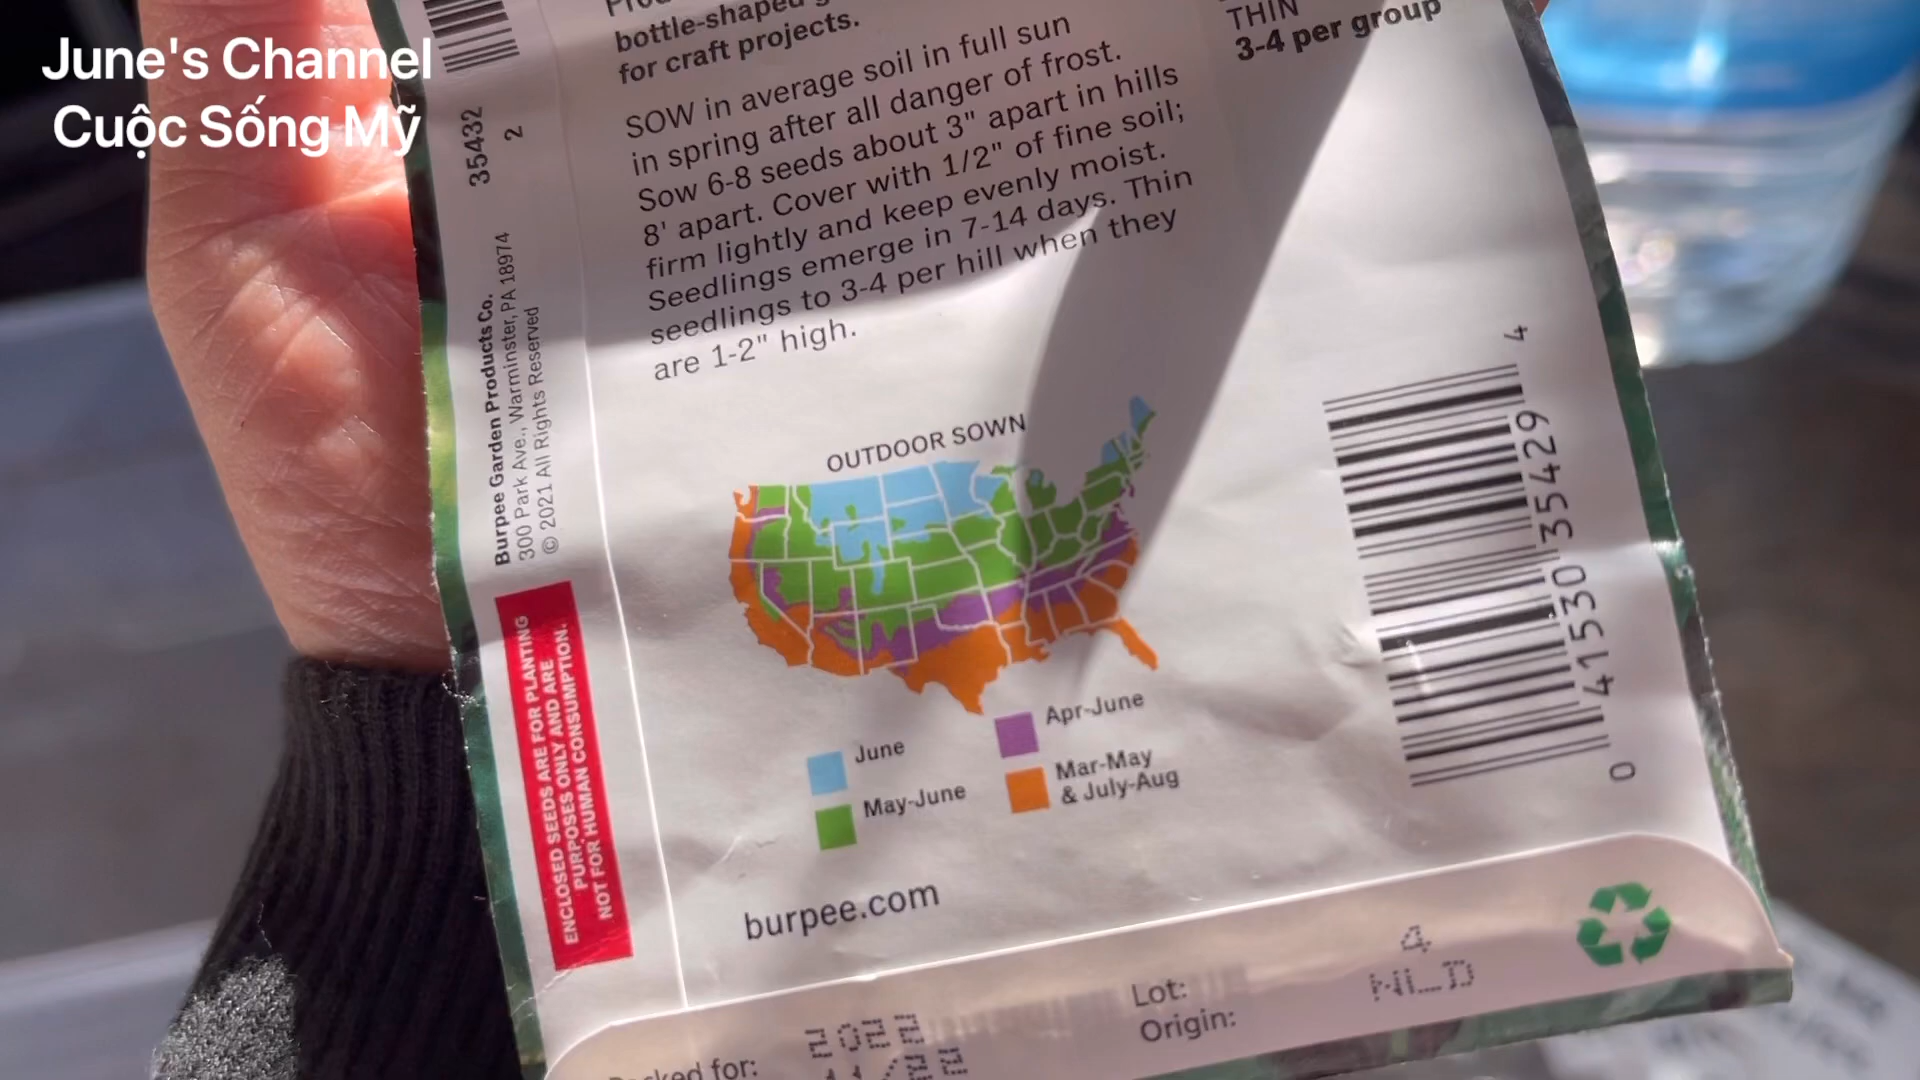 June's Channel
Cuộc Sống Mỹ
bottle-shaped
for craft projects.
THIN
3-4 per group
SOW in average soil in full sun
in spring after all danger of frost.
Sow 6-8 seeds about 3" apart in hills
8' apart. Cover with 1/2" of fine soil;
firm lightly and keep evenly moist.
Seedlings emerge in 7-14 days. Thin
seedlings to 3-4 per hill when they
are 1-2" high.
35432
2
Burpee Garden Products Co.
300 Park Ave., Warminster, PA 18974
© 2021 All Rights Reserved
ENCLOSED SEEDS ARE FOR PLANTING
PURPOSES ONLY AND ARE
NOT FOR HUMAN CONSUMPTION.
OUTDOOR SOWN
June
May-June
Apr-June
Mar-May
& July-Aug
0 41530 35429 4
burpee.com
Lot: 4
Origin: NLD
for: 2022